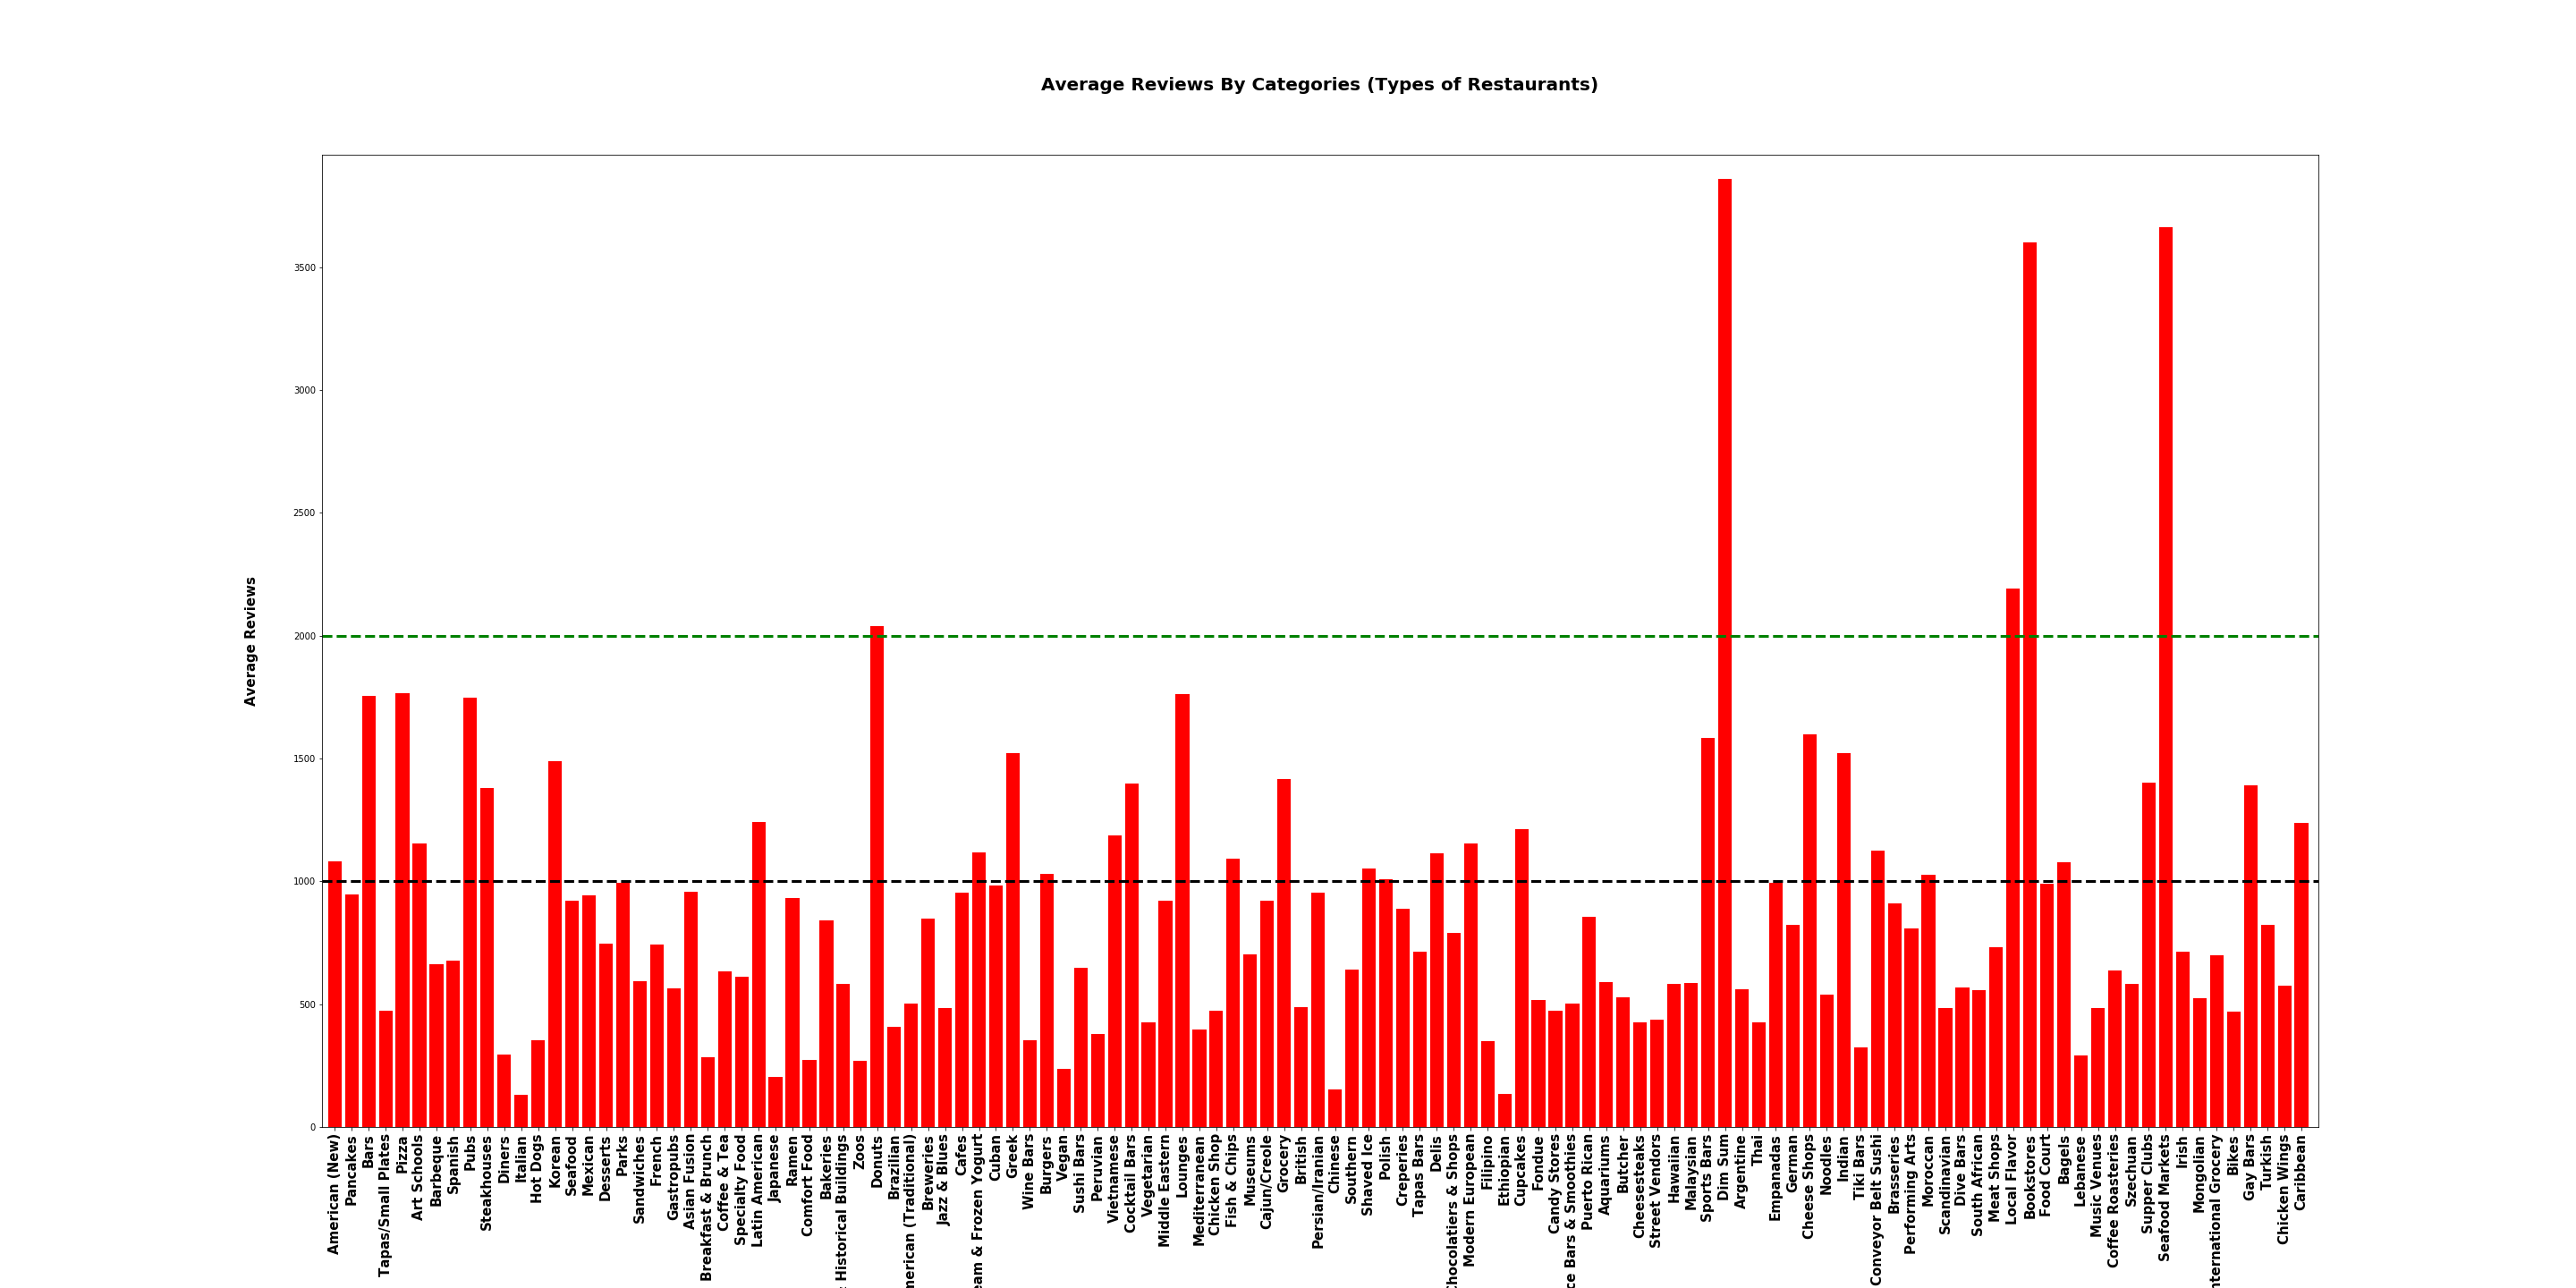 Average Reviews By Categories (Types of Restaurants)
Average Reviews
3500
3000
2500
2000
1500
1000
500
0
American (New)
Pancakes
Bars
Tapas/Small Plates
Pizza
Art Schools
Barbeque
Spanish
Pubs
Steakhouses
Diners
Italian
Hot Dogs
Korean
Seafood
Mexican
Desserts
Parks
Sandwiches
French
Gastropubs
Asian Fusion
Breakfast & Brunch
Coffee & Tea
Specialty Food
Latin American
Japanese
Ramen
Comfort Food
Bakeries
Historical Buildings
Zoos
Donuts
Brazilian
(Traditional)
Breweries
Jazz & Blues
Cafes
& Frozen Yogurt
Cuban
Greek
Wine Bars
Burgers
Vegan
Sushi Bars
Peruvian
Vietnamese
Cocktail Bars
Vegetarian
Middle Eastern
Lounges
Mediterranean
Chicken Shop
Fish & Chips
Museums
Cajun/Creole
Grocery
British
Persian/Iranian
Chinese
Southern
Shaved Ice
Polish
Creperies
Tapas Bars
Delis
Chocolatiers & Shops
Modern European
Filipino
Ethiopian
Cupcakes
Fondue
Candy Stores
Bars & Smoothies
Puerto Rican
Aquariums
Butcher
Cheesesteaks
Street Vendors
Hawaiian
Malaysian
Sports Bars
Dim Sum
Argentine
Thai
Empanadas
German
Cheese Shops
Noodles
Indian
Tiki Bars
Conveyor Belt Sushi
Brasseries
Performing Arts
Moroccan
Scandinavian
Dive Bars
South African
Meat Shops
Local Flavor
Bookstores
Food Court
Bagels
Lebanese
Music Venues
Coffee Roasteries
Szechuan
Supper Clubs
Seafood Markets
Irish
Mongolian
Grocery
Bikes
Gay Bars
Turkish
Chicken Wings
Caribbean